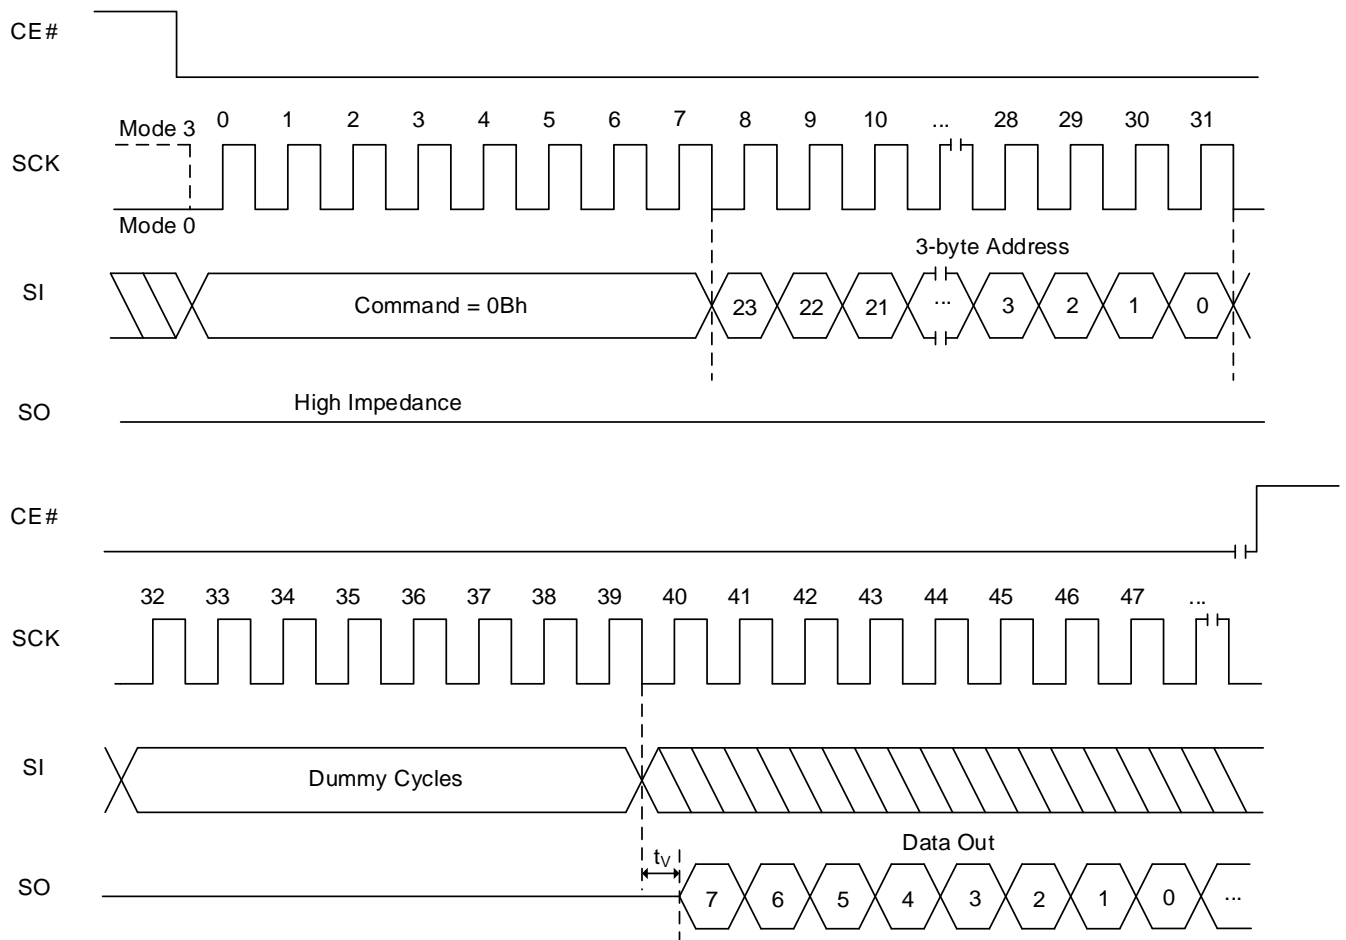 CE#
Mode 3 0 1 2 3 4 5 6 7 8 9 10 ... 28 29 30 31
SCK
Mode 0
3-byte Address
SI Command = 0Bh 23 22 21 ... 3 2 1 0
High Impedance
SO
CE#
32 33 34 35 36 37 38 39 40 41 42 43 44 45 46 47 ...
SCK
SI Dummy Cycles
Data Out
tV
SO 7 6 5 4 3 2 1 0 ...